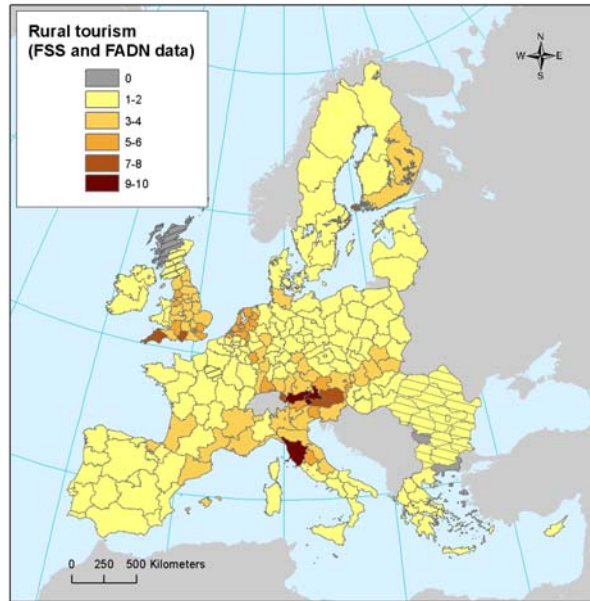 Rural tourism
(FSS and FADN data)
0
1-2
3-4
5-6
7-8
9-10
N
W E
S
0 250 500 Kilometers